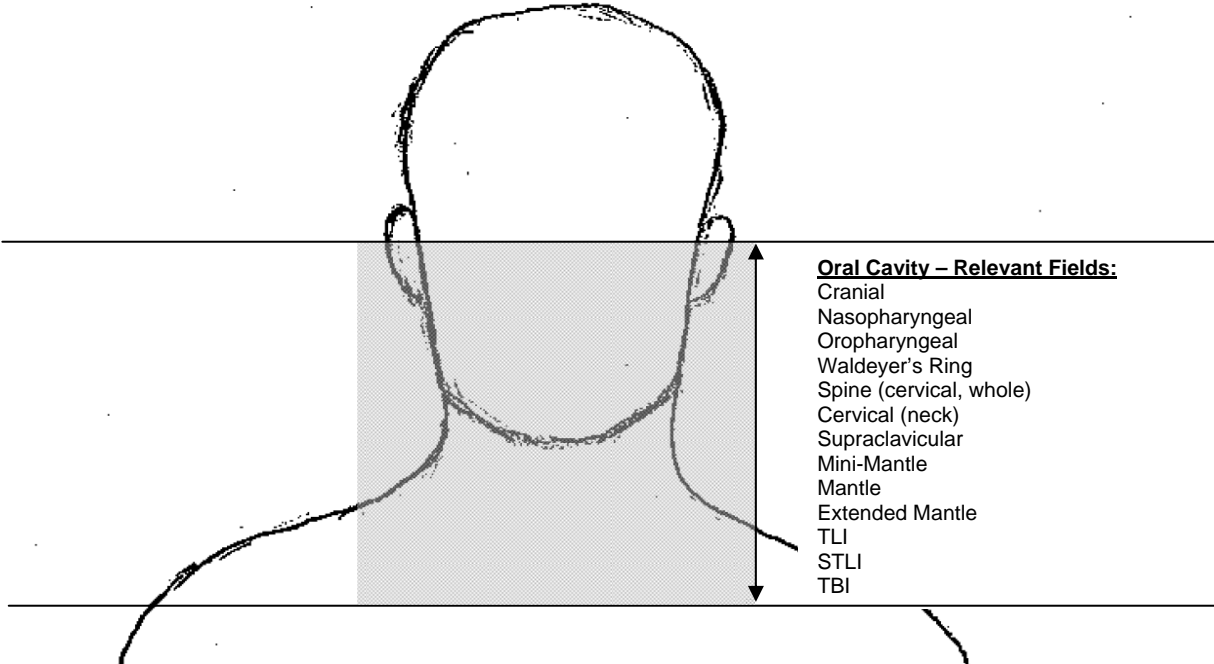 Oral Cavity – Relevant Fields:
Cranial
Nasopharyngeal
Oropharyngeal
Waldeyer’s Ring
Spine (cervical, whole)
Cervical (neck)
Supraclavicular
Mini-Mantle
Mantle
Extended Mantle
TLI
STLI
TBI